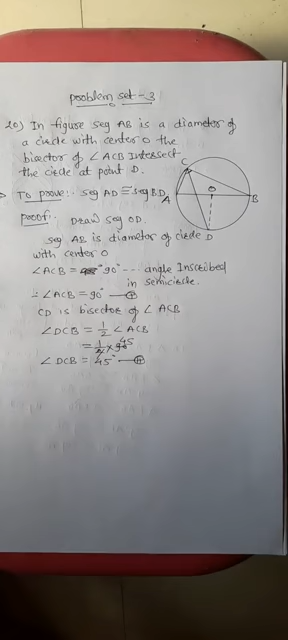 problem set - 3
20) In figure seg AB is a diameter of
a circle with center O the
bisector of ∠ACB Intersect
the circle at point D.
C
O
A
B
D
→ To prove:- seg AD ≅ seg BD
proof:- Draw seg OD.
seg AB is diameter of circle
with center O
∠ACB = 90° --- angle Inscribed
in semicircle.
∴ ∠ACB = 90° —
CD is bisector of ∠ACB
∠DCB = 1/2 ∠ACB
= 1/2 × 90 45
∠DCB = 45° —